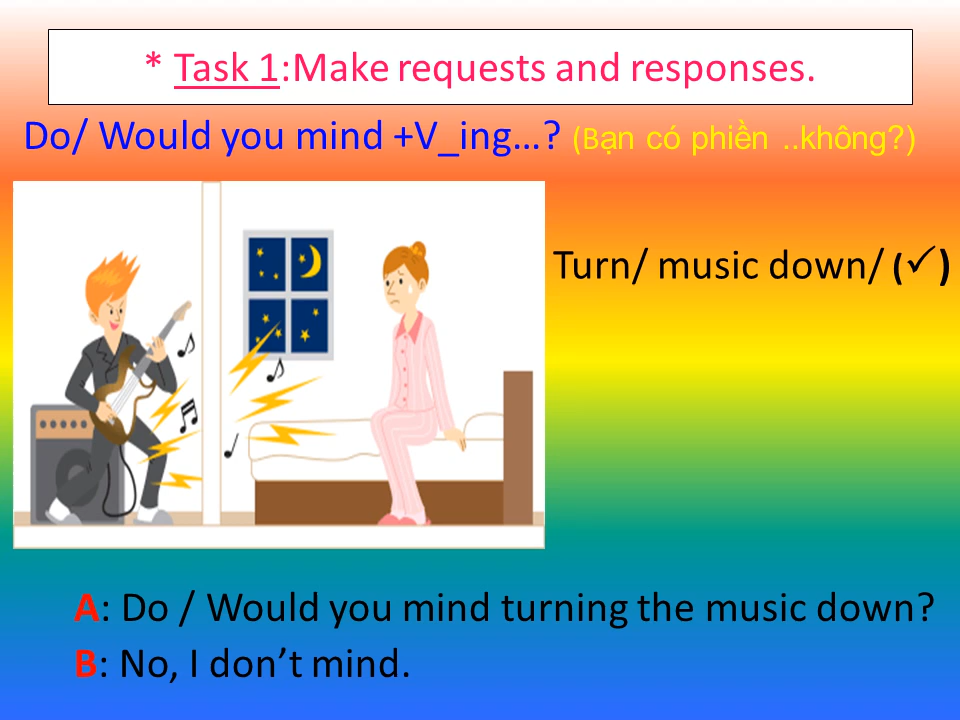 * Task 1:Make requests and responses.
Do/ Would you mind +V_ing...? (Bạn có phiền ..không?)
Turn/ music down/ (✓)
A: Do / Would you mind turning the music down?
B: No, I don’t mind.